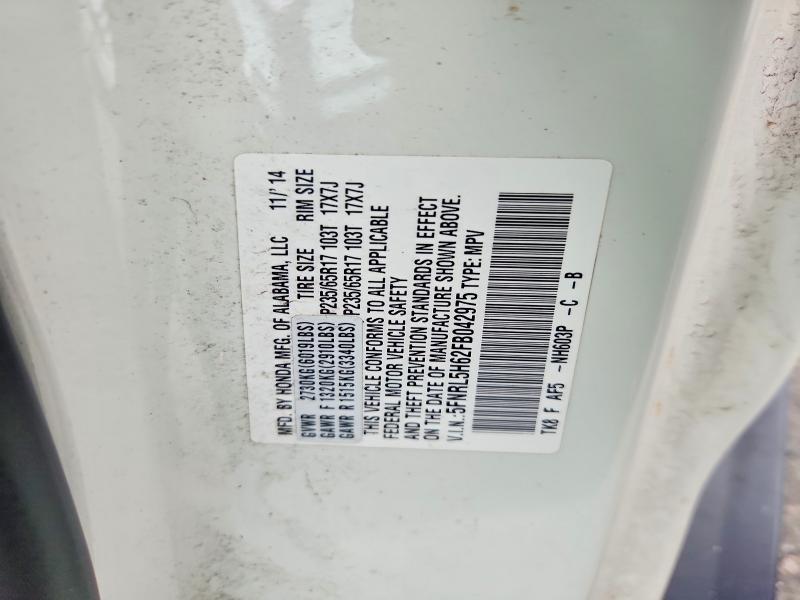 MFD. BY HONDA MFG. OF ALABAMA, LLC 11/'14
GVWR 2730KG(6019LBS) TIRE SIZE RIM SIZE
GAWR F 1320KG(2910LBS) P235/65R17 103T 17X7J
GAWR R 1515KG(3340LBS) P235/65R17 103T 17X7J
THIS VEHICLE CONFORMS TO ALL APPLICABLE
FEDERAL MOTOR VEHICLE SAFETY
AND THEFT PREVENTION STANDARDS IN EFFECT
ON THE DATE OF MANUFACTURE SHOWN ABOVE.
V.I.N.:5FNRL5H62FB042975 TYPE: MPV
TK8 F AF5 -NH603P -C -B